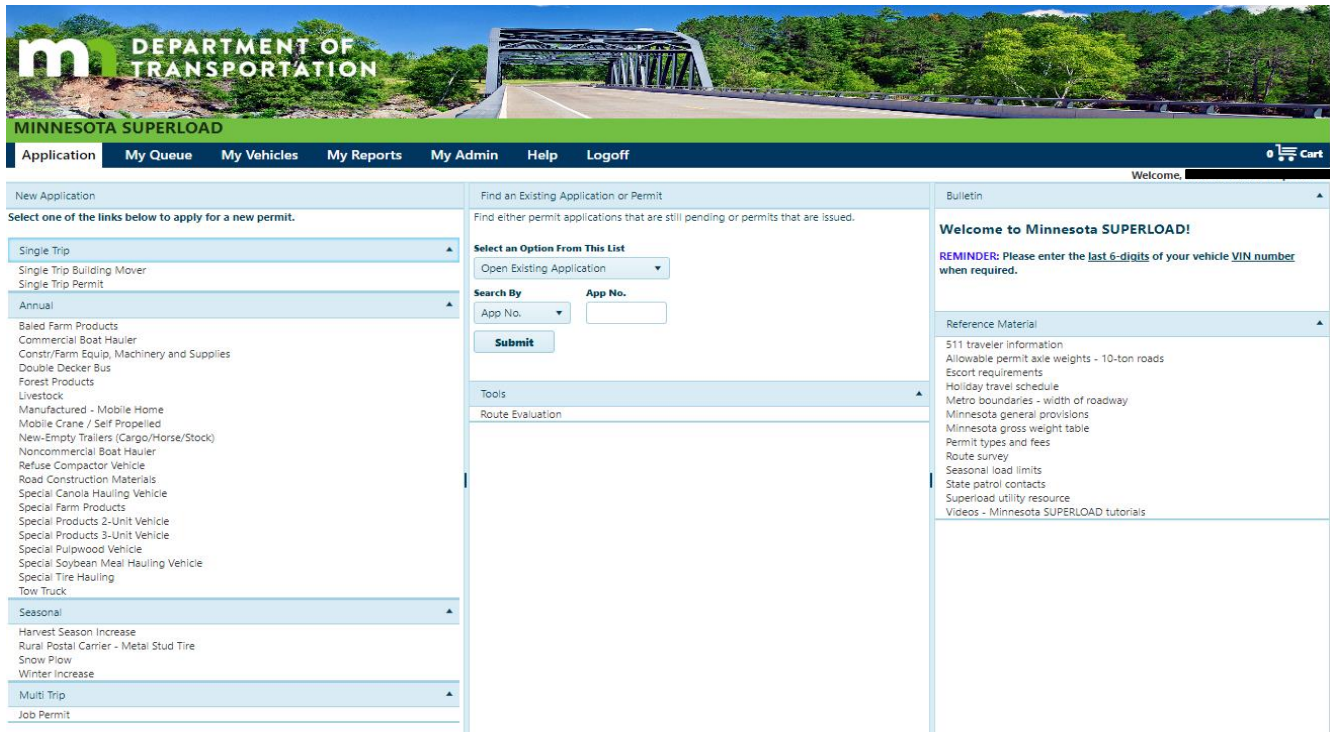 DEPARTMENT OF
TRANSPORTATION
MINNESOTA SUPERLOAD
Application My Queue My Vehicles My Reports My Admin Help Logoff 0 Cart
Welcome,
New Application
Select one of the links below to apply for a new permit.
Single Trip
Single Trip Building Mover
Single Trip Permit
Annual
Baled Farm Products
Commercial Boat Hauler
Constr/Farm Equip, Machinery and Supplies
Double Decker Bus
Forest Products
Livestock
Manufactured - Mobile Home
Mobile Crane / Self Propelled
New-Empty Trailers (Cargo/Horse/Stock)
Noncommercial Boat Hauler
Refuse Compactor Vehicle
Road Construction Materials
Special Canola Hauling Vehicle
Special Farm Products
Special Products 2-Unit Vehicle
Special Products 3-Unit Vehicle
Special Pulpwood Vehicle
Special Soybean Meal Hauling Vehicle
Special Tire Hauling
Tow Truck
Seasonal
Harvest Season Increase
Rural Postal Carrier - Metal Stud Tire
Snow Plow
Winter Increase
Multi Trip
Job Permit
Find an Existing Application or Permit
Find either permit applications that are still pending or permits that are issued.
Select an Option From This List
Open Existing Application
Search By App No.
App No.
Submit
Tools
Route Evaluation
Bulletin
Welcome to Minnesota SUPERLOAD!
REMINDER: Please enter the last 6-digits of your vehicle VIN number
when required.
Reference Material
511 traveler information
Allowable permit axle weights - 10-ton roads
Escort requirements
Holiday travel schedule
Metro boundaries - width of roadway
Minnesota general provisions
Minnesota gross weight table
Permit types and fees
Route survey
Seasonal load limits
State patrol contacts
Superload utility resource
Videos - Minnesota SUPERLOAD tutorials